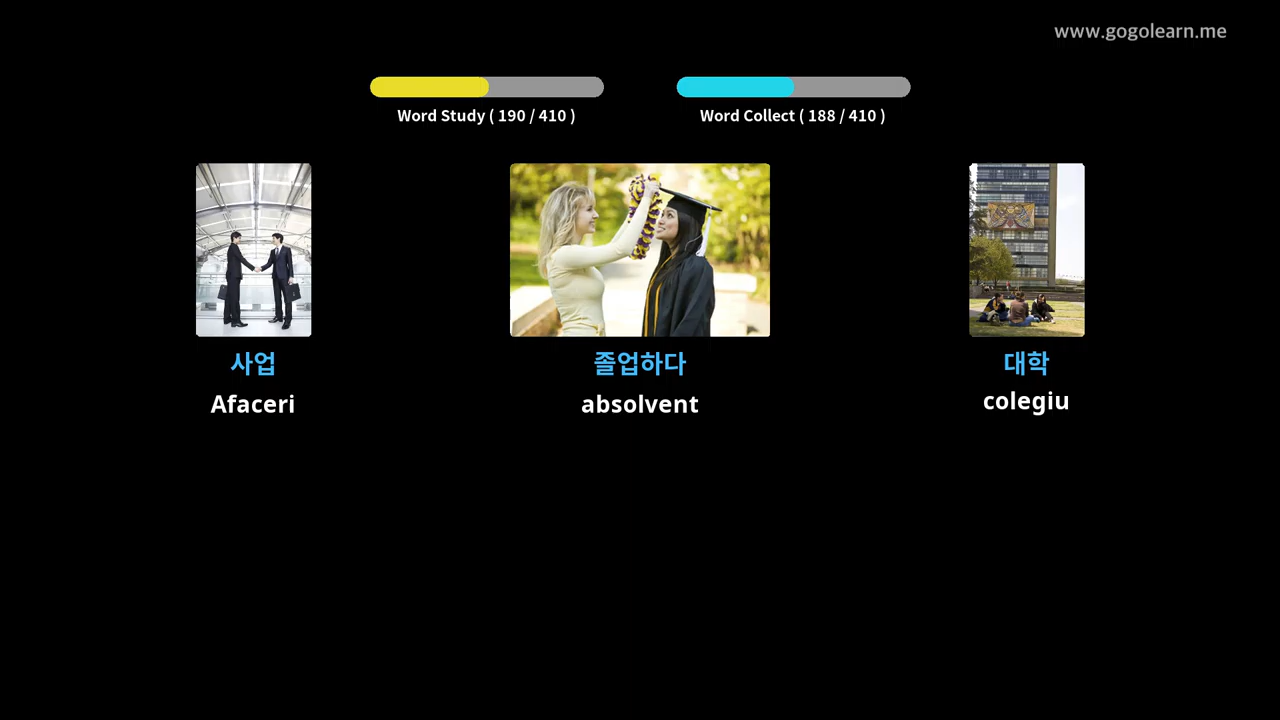 www.gogolearn.me
Word Study ( 190 / 410 )
Word Collect ( 188 / 410 )
사업
졸업하다
대학
Afaceri
absolvent
colegiu